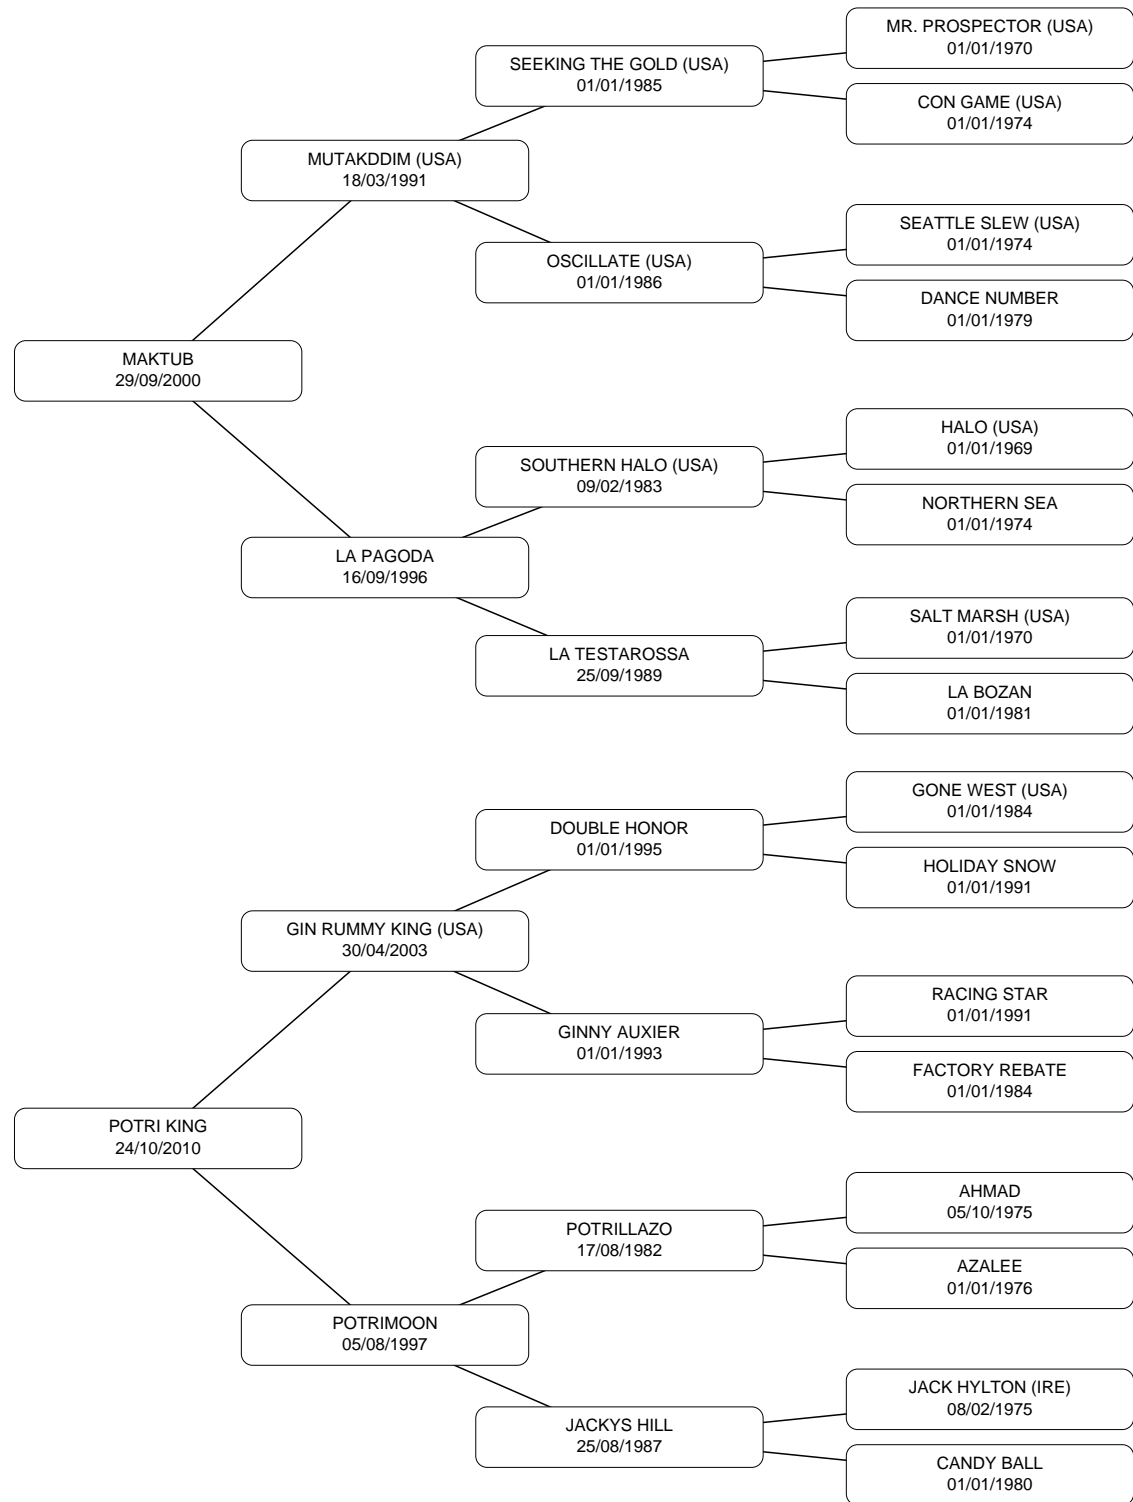 MR. PROSPECTOR (USA)
01/01/1970
SEEKING THE GOLD (USA)
01/01/1985
CON GAME (USA)
01/01/1974
MUTAKDDIM (USA)
18/03/1991
SEATTLE SLEW (USA)
01/01/1974
OSCILLATE (USA)
01/01/1986
DANCE NUMBER
01/01/1979
MAKTUB
29/09/2000
HALO (USA)
01/01/1969
SOUTHERN HALO (USA)
09/02/1983
NORTHERN SEA
01/01/1974
LA PAGODA
16/09/1996
SALT MARSH (USA)
01/01/1970
LA TESTAROSSA
25/09/1989
LA BOZAN
01/01/1981
GONE WEST (USA)
01/01/1984
DOUBLE HONOR
01/01/1995
HOLIDAY SNOW
01/01/1991
GIN RUMMY KING (USA)
30/04/2003
RACING STAR
01/01/1991
GINNY AUXIER
01/01/1993
FACTORY REBATE
01/01/1984
POTRI KING
24/10/2010
AHMAD
05/10/1975
POTRILLAZO
17/08/1982
AZALEE
01/01/1976
POTRIMOON
05/08/1997
JACK HYLTON (IRE)
08/02/1975
JACKYS HILL
25/08/1987
CANDY BALL
01/01/1980